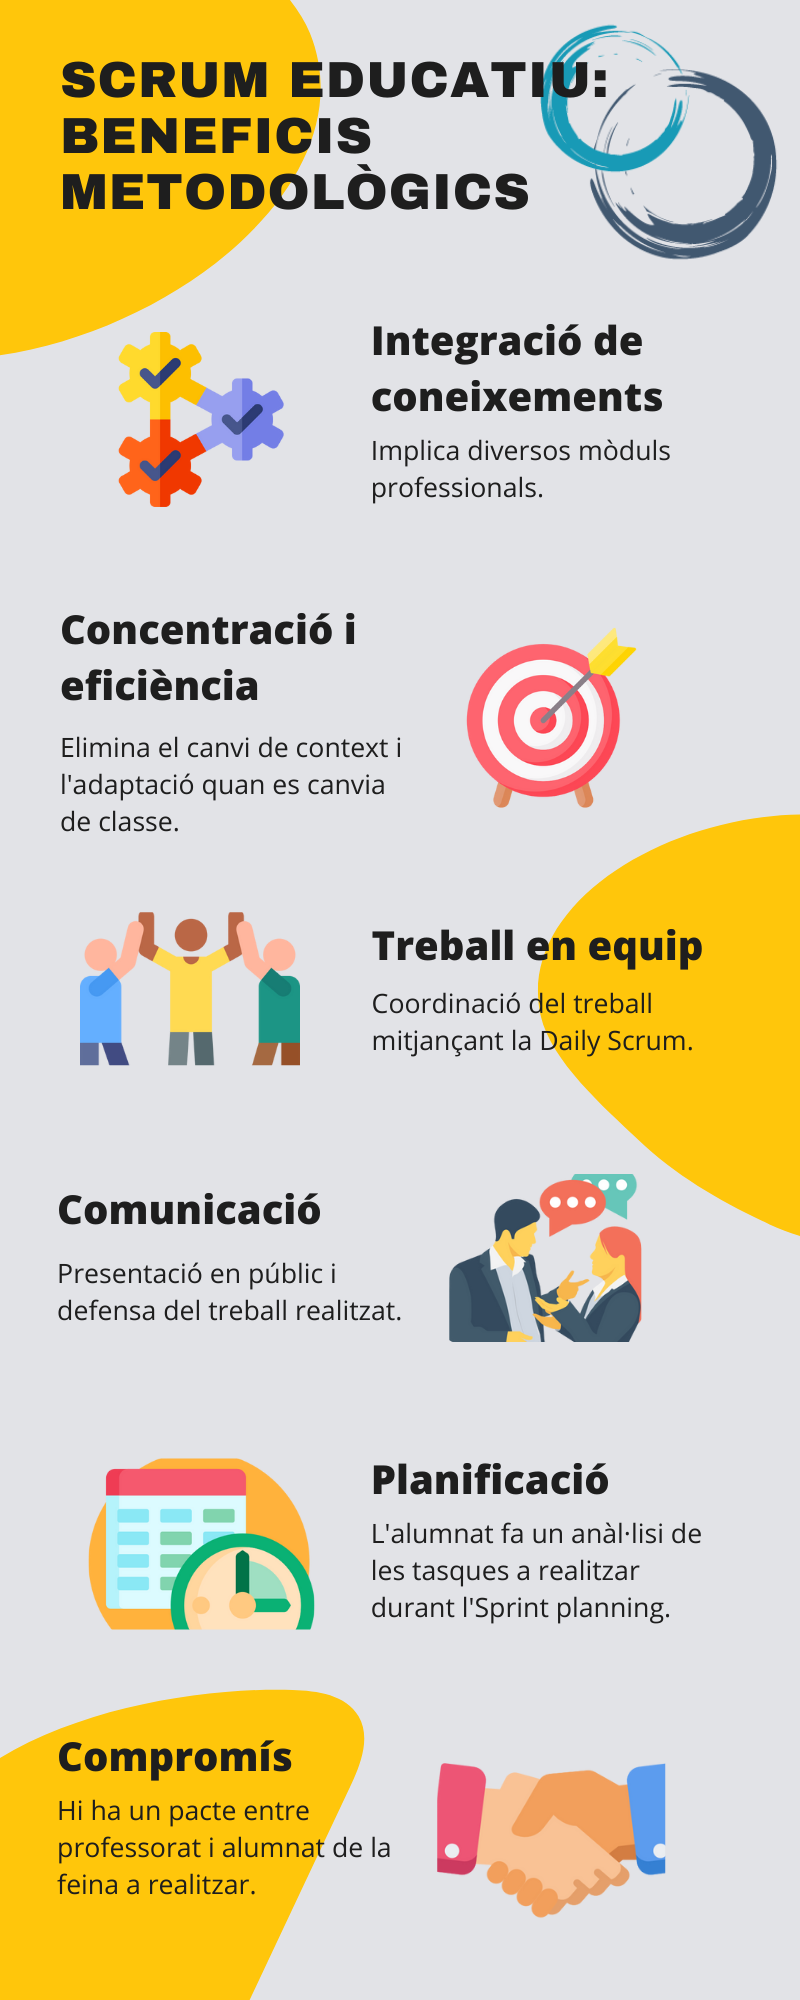 SCRUM EDUCATIU:
BENEFICIS
METODOLÒGICS
Integració de
coneixements
Implica diversos mòduls
professionals.
Concentració i
eficiència
Elimina el canvi de context i
l'adaptació quan es canvia
de classe.
Treball en equip
Coordinació del treball
mitjançant la Daily Scrum.
Comunicació
Presentació en públic i
defensa del treball realitzat.
Planificació
L'alumnat fa un anàl·lisi de
les tasques a realitzar
durant l'Sprint planning.
Compromís
Hi ha un pacte entre
professorat i alumnat de la
feina a realitzar.